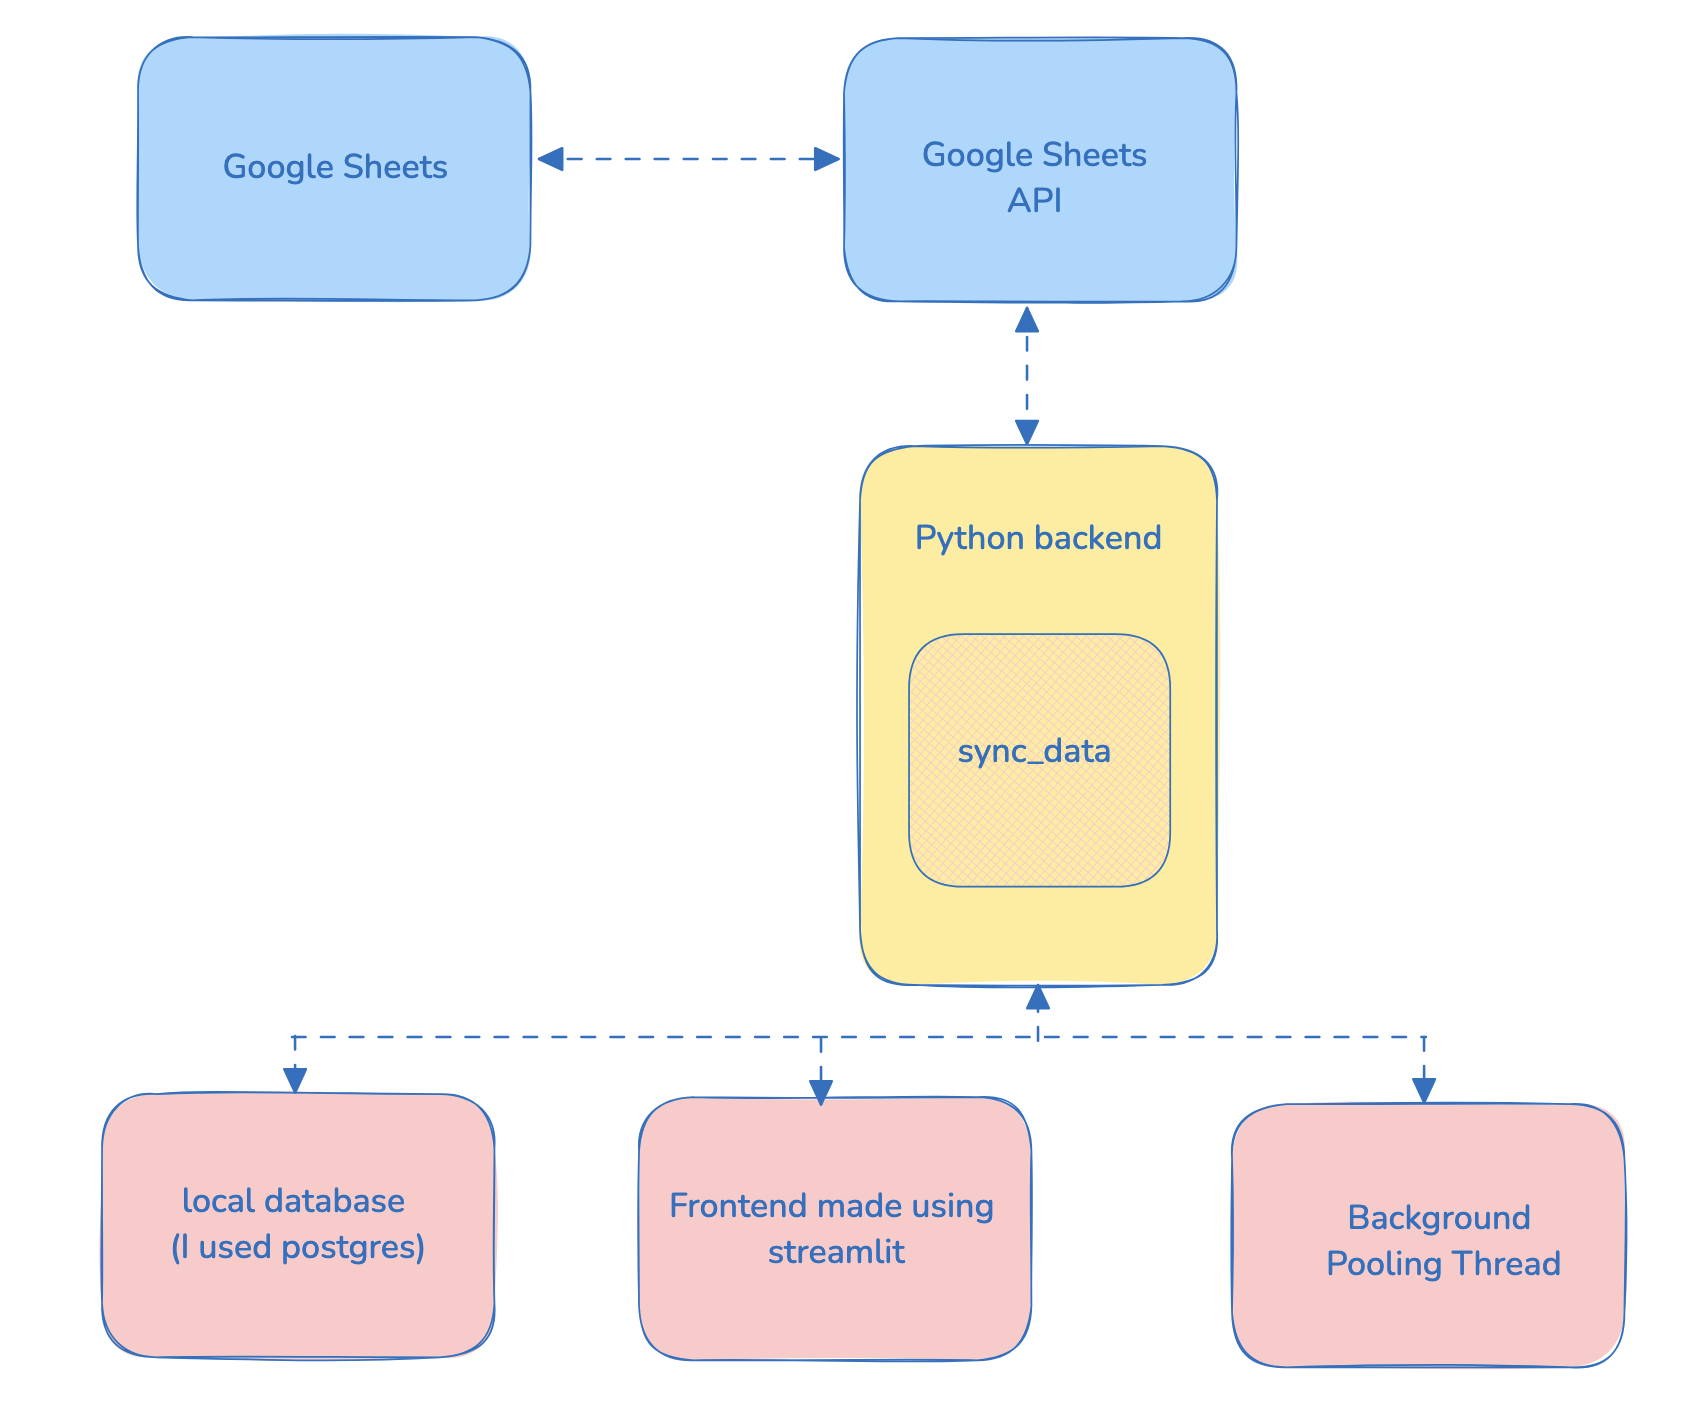 Google Sheets
Google Sheets
API
Python backend
sync_data
local database
(I used postgres)
Frontend made using
streamlit
Background
Pooling Thread